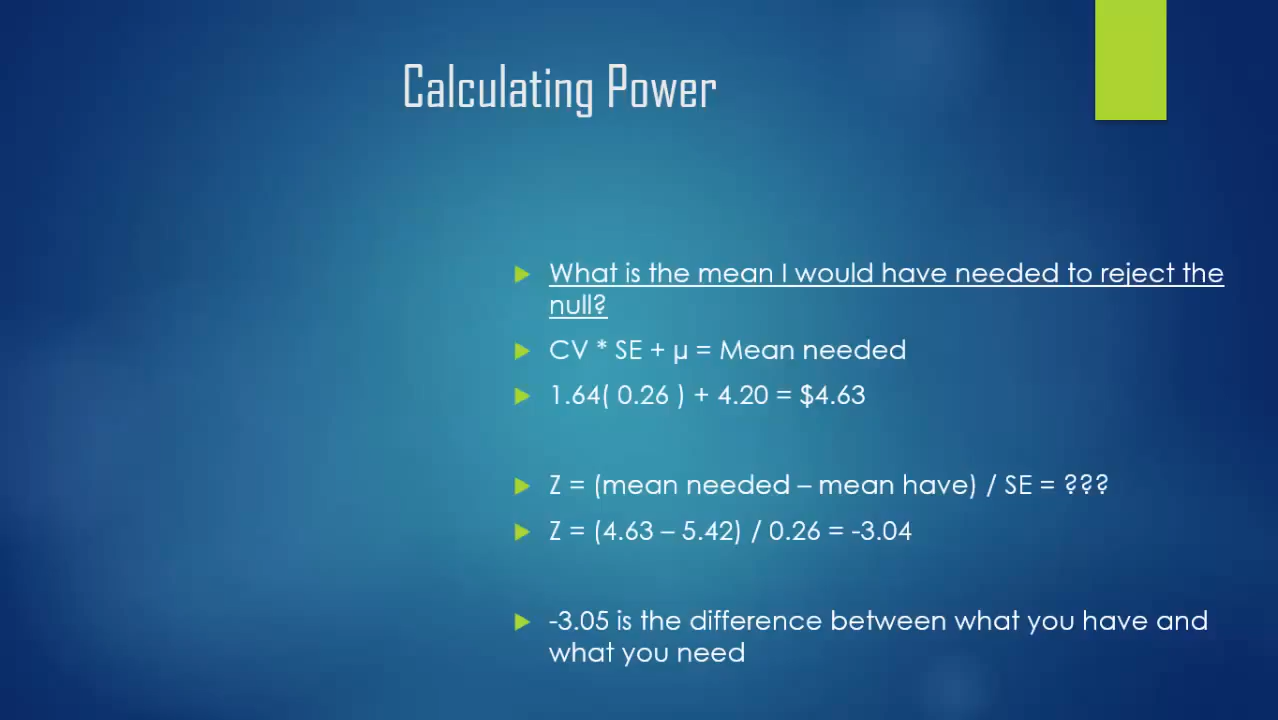 Calculating Power
What is the mean I would have needed to reject the
null?
CV * SE + µ = Mean needed
1.64( 0.26 ) + 4.20 = $4.63
Z = (mean needed – mean have) / SE = ???
Z = (4.63 – 5.42) / 0.26 = -3.04
-3.05 is the difference between what you have and
what you need